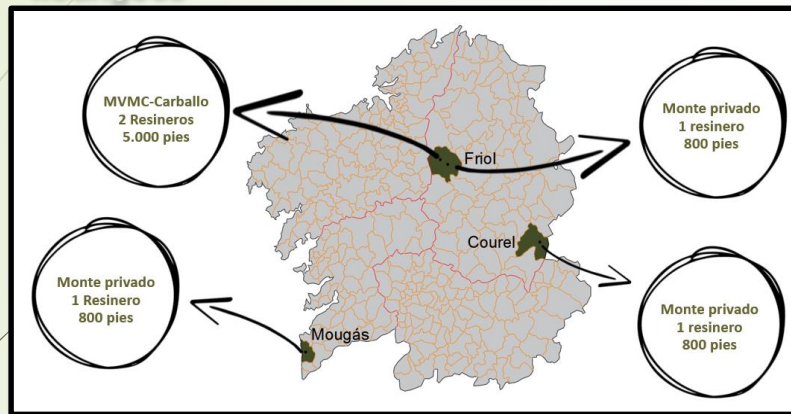 MVMC-Carballo
2 Resineros
5.000 pies
Monte privado
1 resinero
800 pies
Friol
Courel
Monte privado
1 Resinero
800 pies
Mougás
Monte privado
1 resinero
800 pies